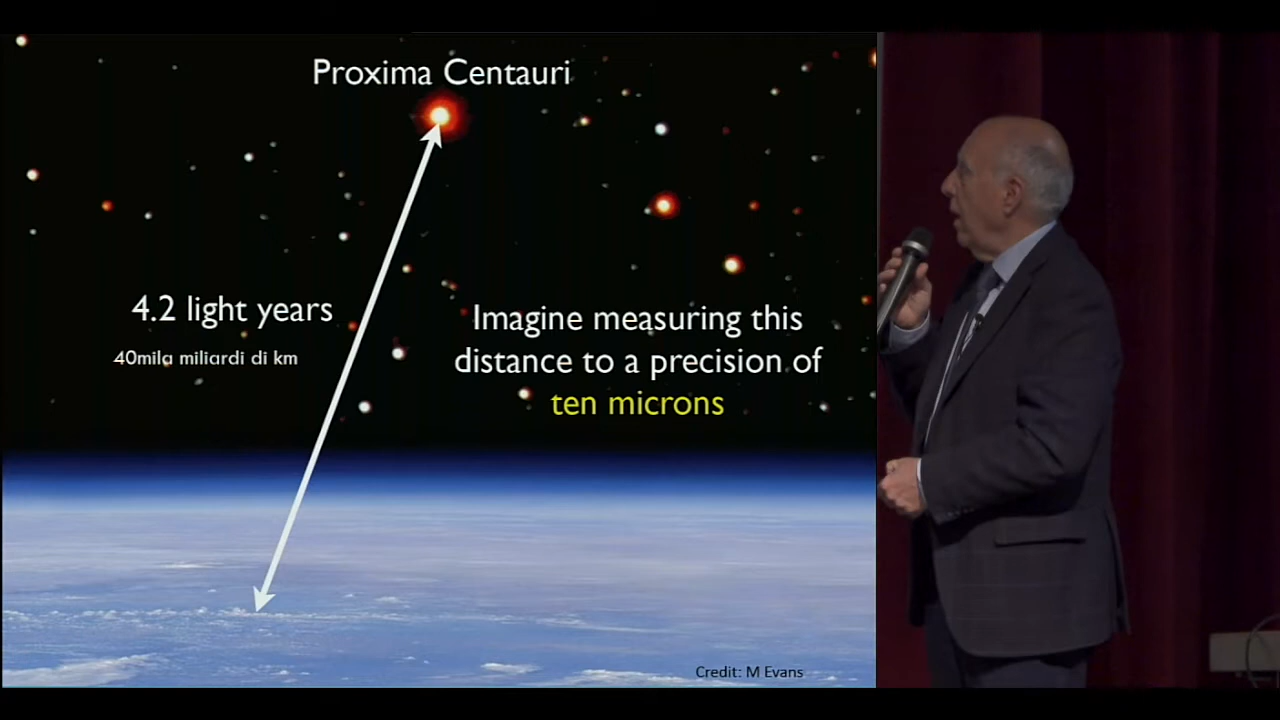 Proxima Centauri
4.2 light years
40mila miliardi di km
Imagine measuring this
distance to a precision of
ten microns
Credit: M Evans